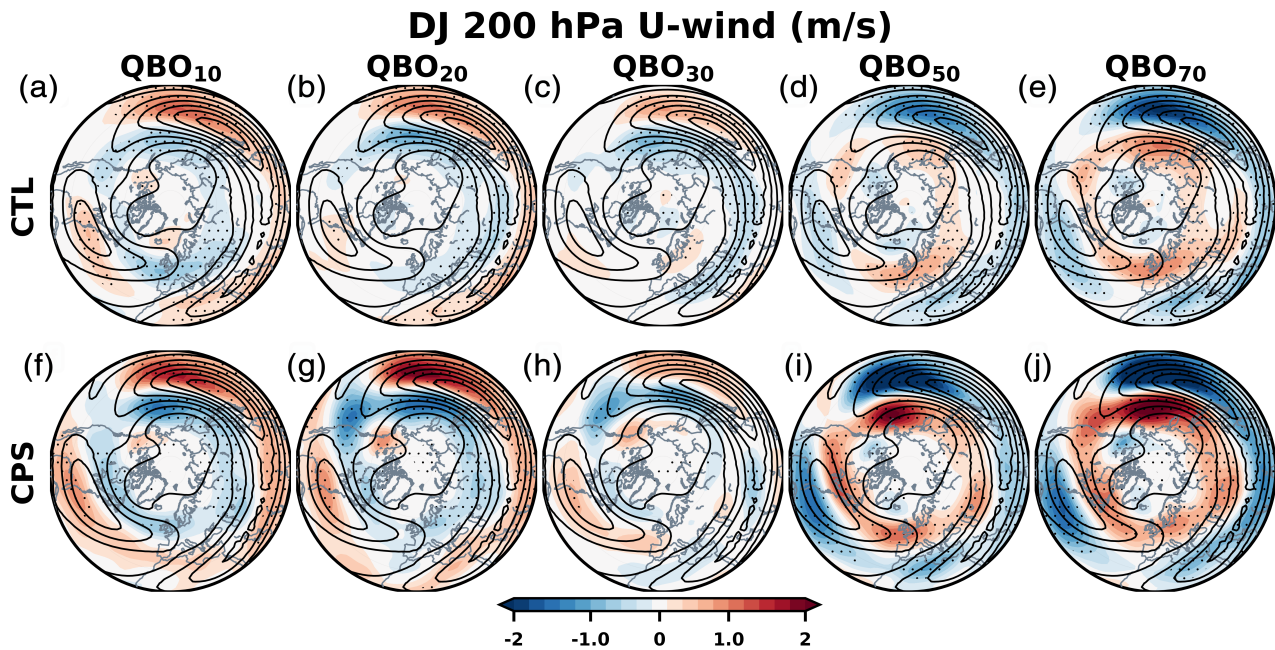 DJ 200 hPa U-wind (m/s)
QBO10 QBO20 QBO30 QBO50 QBO70
(a) (b) (c) (d) (e)
CTL
(f) (g) (h) (i) (j)
CPS
-2 -1.0 0 1.0 2